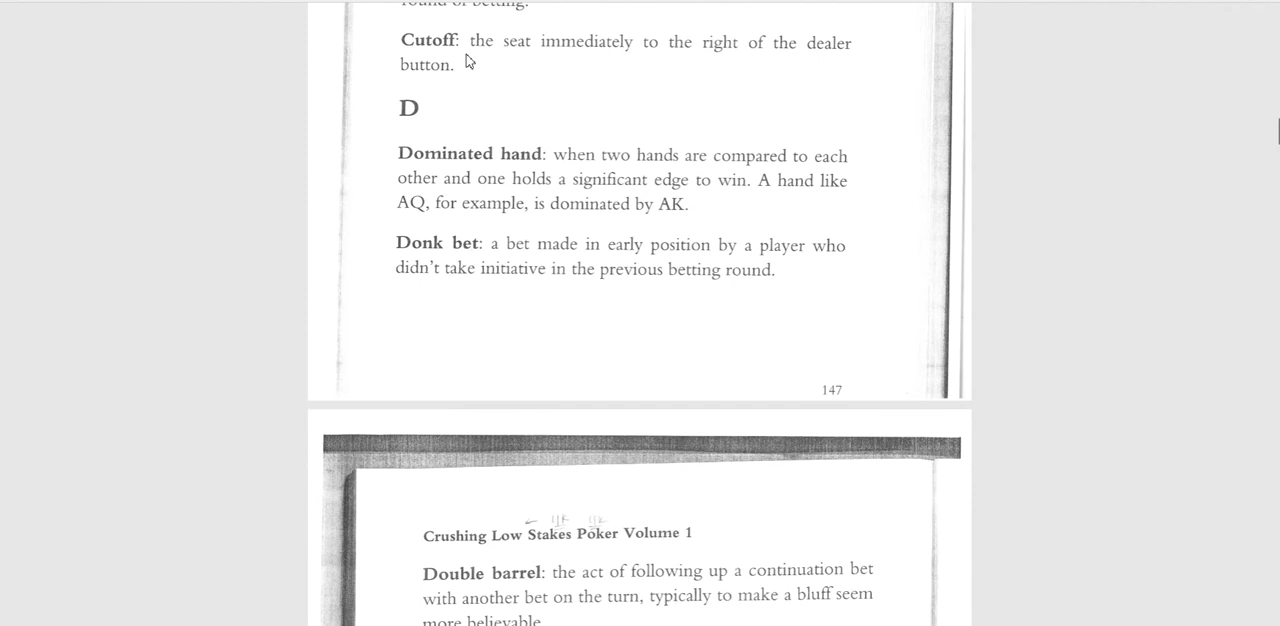 round of betting.
Cutoff: the seat immediately to the right of the dealer
button.
D
Dominated hand: when two hands are compared to each
other and one holds a significant edge to win. A hand like
AQ, for example, is dominated by AK.
Donk bet: a bet made in early position by a player who
didn't take initiative in the previous betting round.
147
Crushing Low Stakes Poker Volume 1
Double barrel: the act of following up a continuation bet
with another bet on the turn, typically to make a bluff seem
more believable